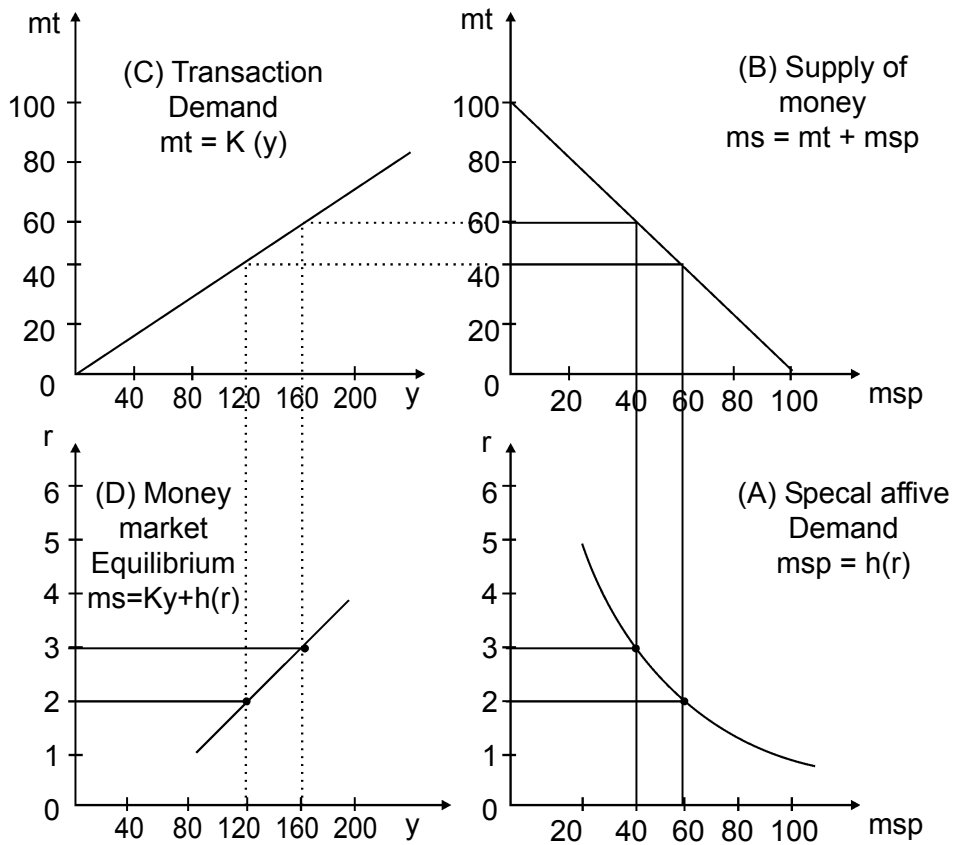 mt
(C) Transaction
Demand
mt = K (y)
100
80
60
40
20
0
40 80 120 160 200 y
mt
(B) Supply of
money
ms = mt + msp
100
80
60
40
20
0
20 40 60 80 100 msp
r
(D) Money
market
Equilibrium
ms=Ky+h(r)
6
5
4
3
2
1
0
40 80 120 160 200 y
r
(A) Specal affive
Demand
msp = h(r)
6
5
4
3
2
1
0
20 40 60 80 100 msp